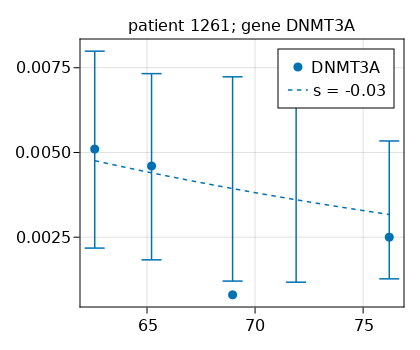 patient 1261; gene DNMT3A
DNMT3A
s = -0.03
0.0075
0.0050
0.0025
65 70 75